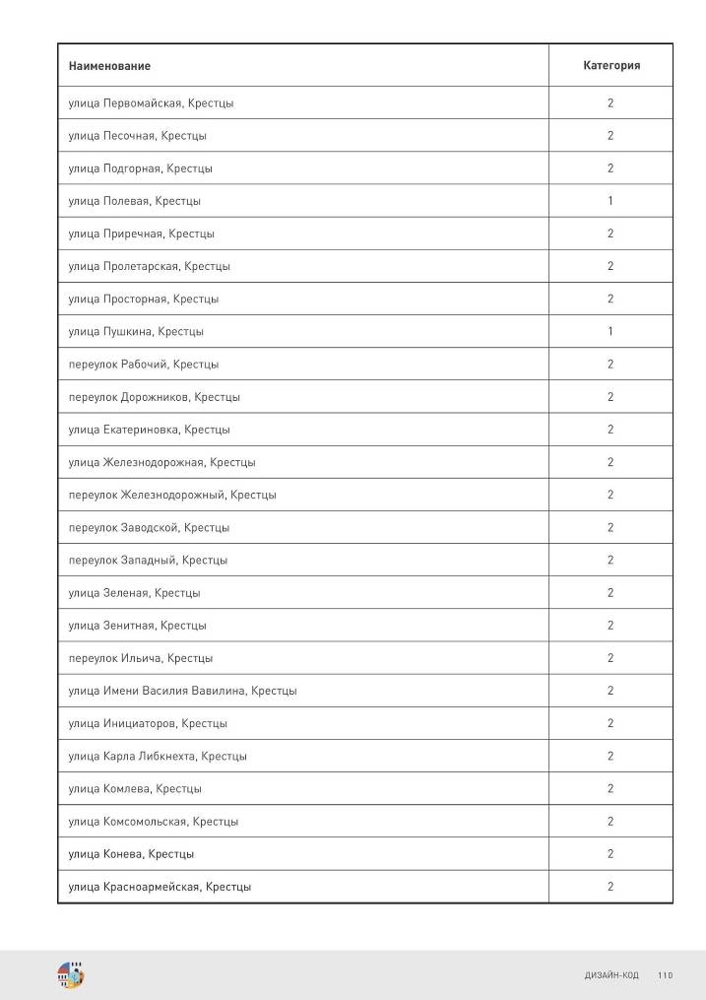 Наименование Категория
улица Первомайская, Крестцы 2
улица Песочная, Крестцы 2
улица Подгорная, Крестцы 2
улица Полевая, Крестцы 1
улица Приречная, Крестцы 2
улица Пролетарская, Крестцы 2
улица Просторная, Крестцы 2
улица Пушкина, Крестцы 1
переулок Рабочий, Крестцы 2
переулок Дорожников, Крестцы 2
улица Екатериновка, Крестцы 2
улица Железнодорожная, Крестцы 2
переулок Железнодорожный, Крестцы 2
переулок Заводской, Крестцы 2
переулок Западный, Крестцы 2
улица Зеленая, Крестцы 2
улица Зенитная, Крестцы 2
переулок Ильича, Крестцы 2
улица Имени Василия Вавилина, Крестцы 2
улица Инициаторов, Крестцы 2
улица Карла Либкнехта, Крестцы 2
улица Комлева, Крестцы 2
улица Комсомольская, Крестцы 2
улица Конева, Крестцы 2
улица Красноармейская, Крестцы 2
ДИЗАЙН-КОД 110